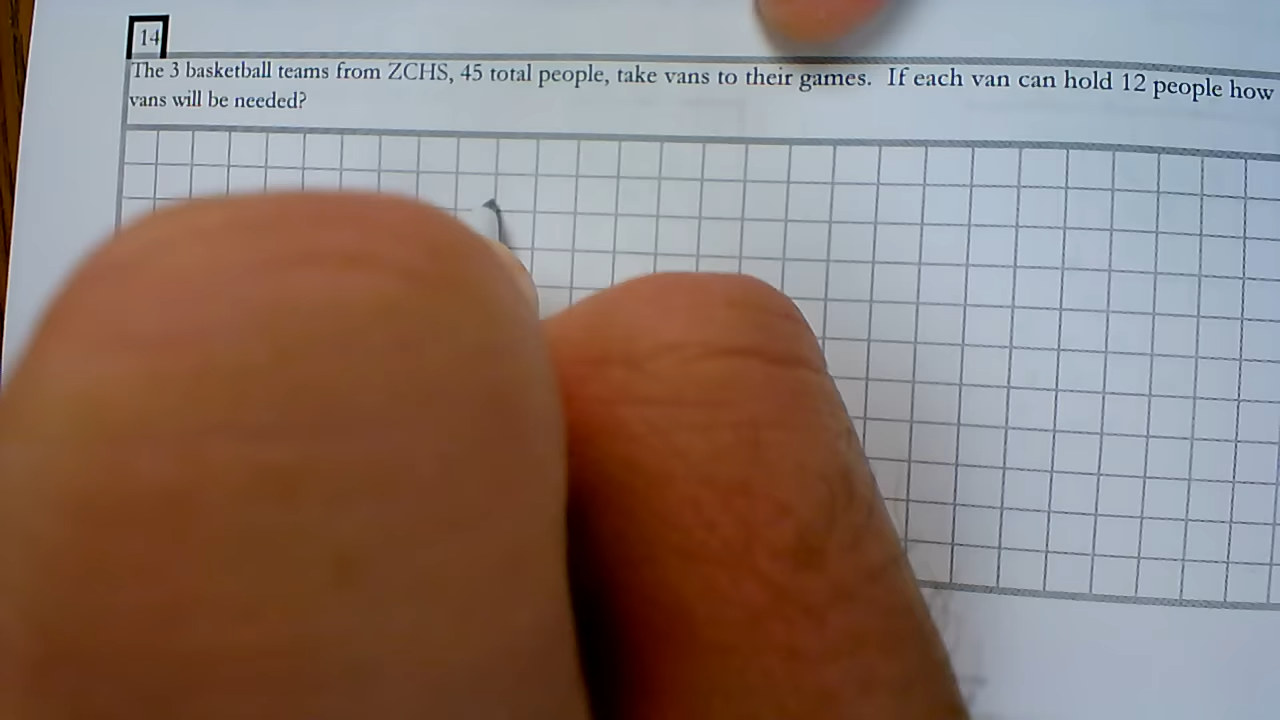 14
The 3 basketball teams from ZCHS, 45 total people, take vans to their games. If each van can hold 12 people how
vans will be needed?